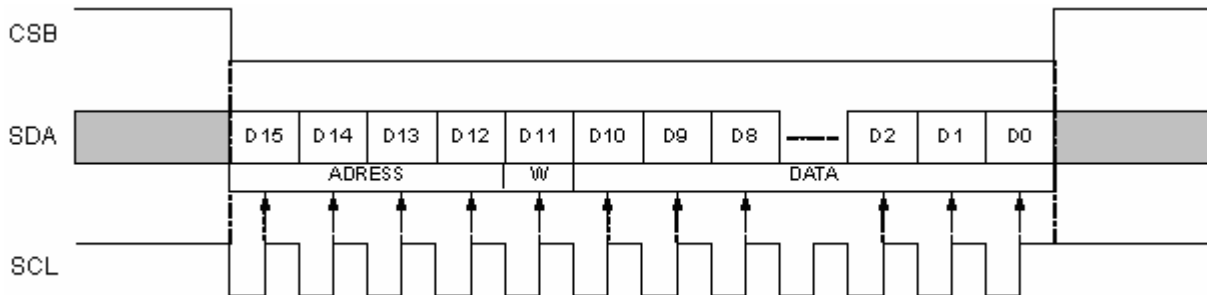 CSB
SDA D15 D14 D13 D12 D11 D10 D9 D8 D2 D1 D0
ADRESS W DATA
SCL